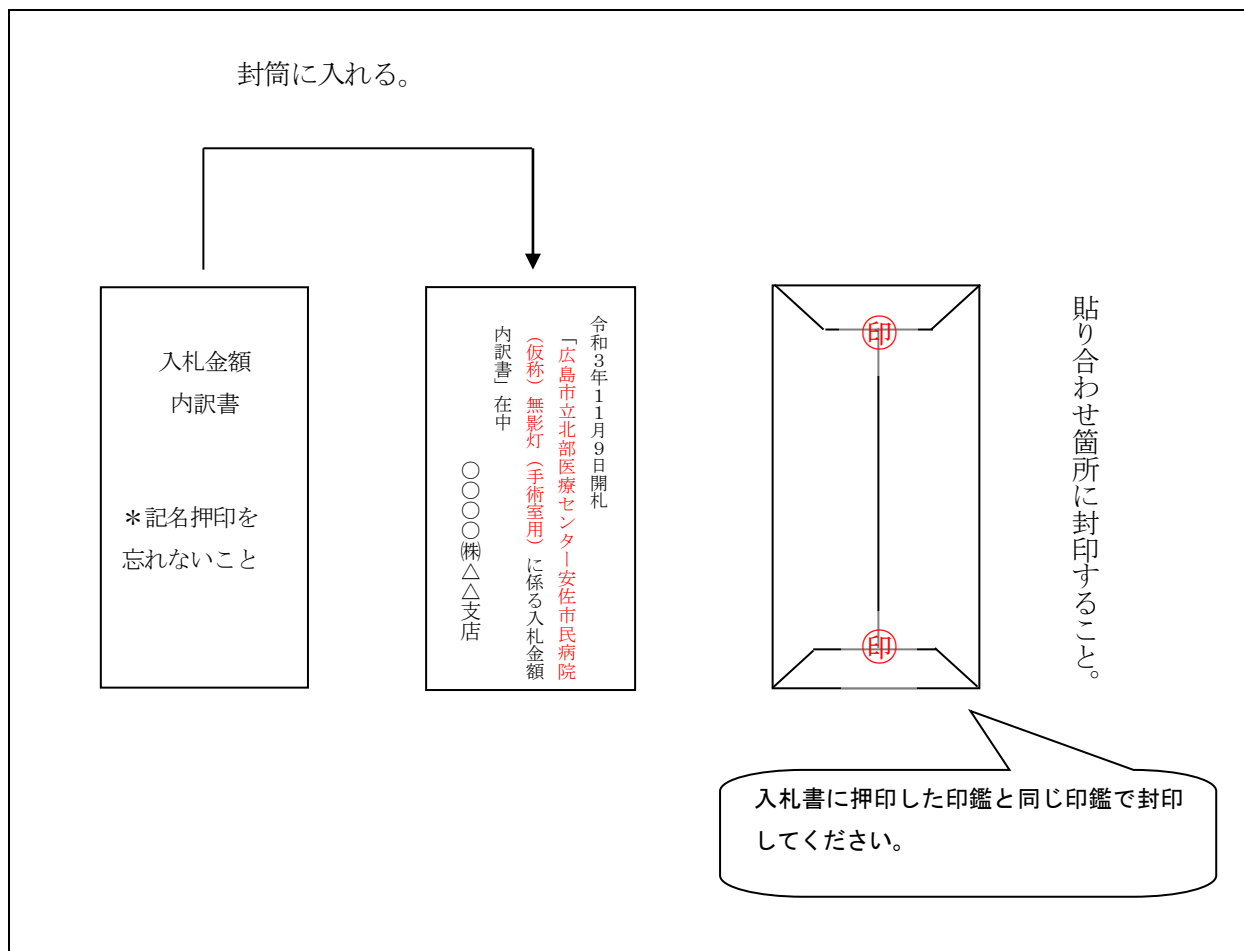 封筒に入れる。
入札金額
内訳書
＊記名押印を
忘れないこと
令和３年１１月９日開札
「広島市立北部医療センター安佐市民病院
（仮称）無影灯（手術室用）に係る入札金額
内訳書」在中
〇〇〇〇㈱△△支店
印
印
貼り合わせ箇所に封印すること。
入札書に押印した印鑑と同じ印鑑で封印
してください。